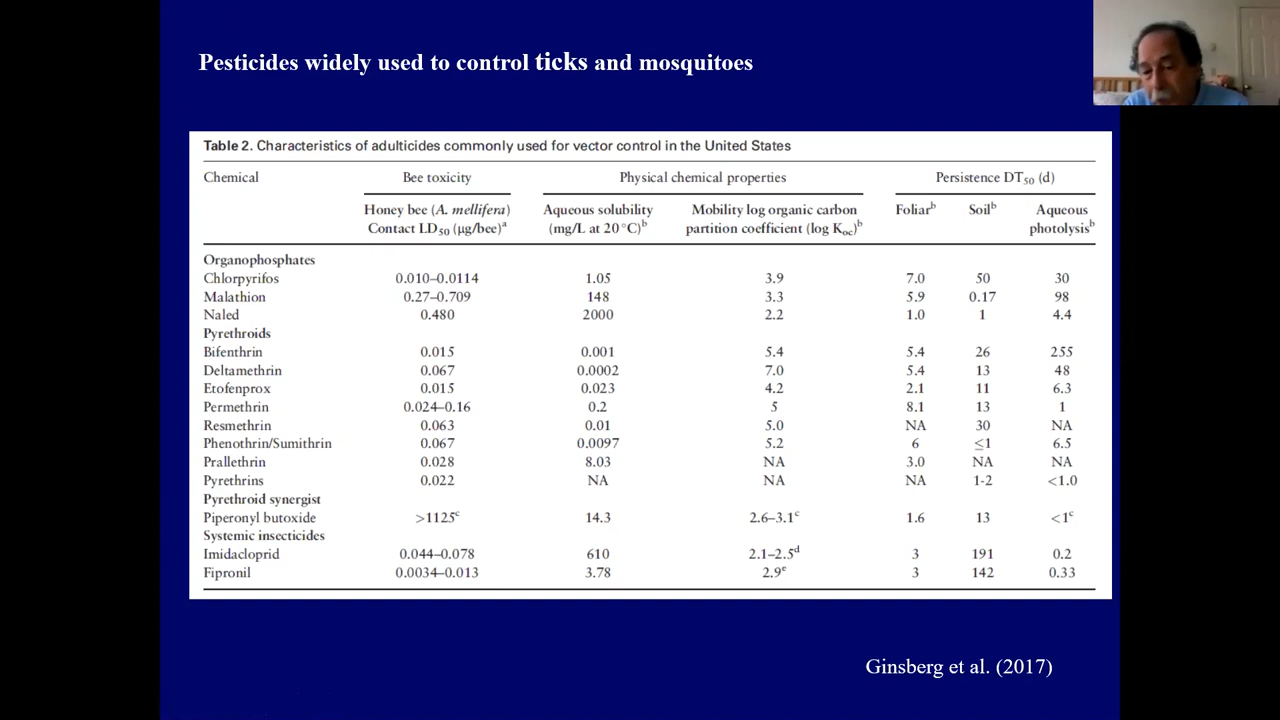 Pesticides widely used to control ticks and mosquitoes
Table 2. Characteristics of adulticides commonly used for vector control in the United States
Chemical Bee toxicity Physical chemical properties Persistence DT50 (d)
Honey bee (A. mellifera) Aqueous solubility Mobility log organic carbon Foliarb Soilb Aqueous
Contact LD50 (μg/bee)a (mg/L at 20°C)b partition coefficient (log Koc)b photolysisb
Organophosphates
Chlorpyrifos 0.010–0.0114 1.05 3.9 7.0 50 30
Malathion 0.27–0.709 148 3.3 5.9 0.17 98
Naled 0.480 2000 2.2 1.0 1 4.4
Pyrethroids
Bifenthrin 0.015 0.001 5.4 5.4 26 255
Deltamethrin 0.067 0.0002 7.0 5.4 13 48
Etofenprox 0.015 0.023 4.2 2.1 11 6.3
Permethrin 0.024–0.16 0.2 5 8.1 13 1
Resmethrin 0.063 0.01 5.0 NA 30 NA
Phenothrin/Sumithrin 0.067 0.0097 5.2 6 ≤1 6.5
Prallethrin 0.028 8.03 NA 3.0 NA NA
Pyrethrins 0.022 NA NA NA 1-2 <1.0
Pyrethroid synergist
Piperonyl butoxide >1125c 14.3 2.6–3.1c 1.6 13 <1c
Systemic insecticides
Imidacloprid 0.044–0.078 610 2.1–2.5d 3 191 0.2
Fipronil 0.0034–0.013 3.78 2.9e 3 142 0.33
Ginsberg et al. (2017)